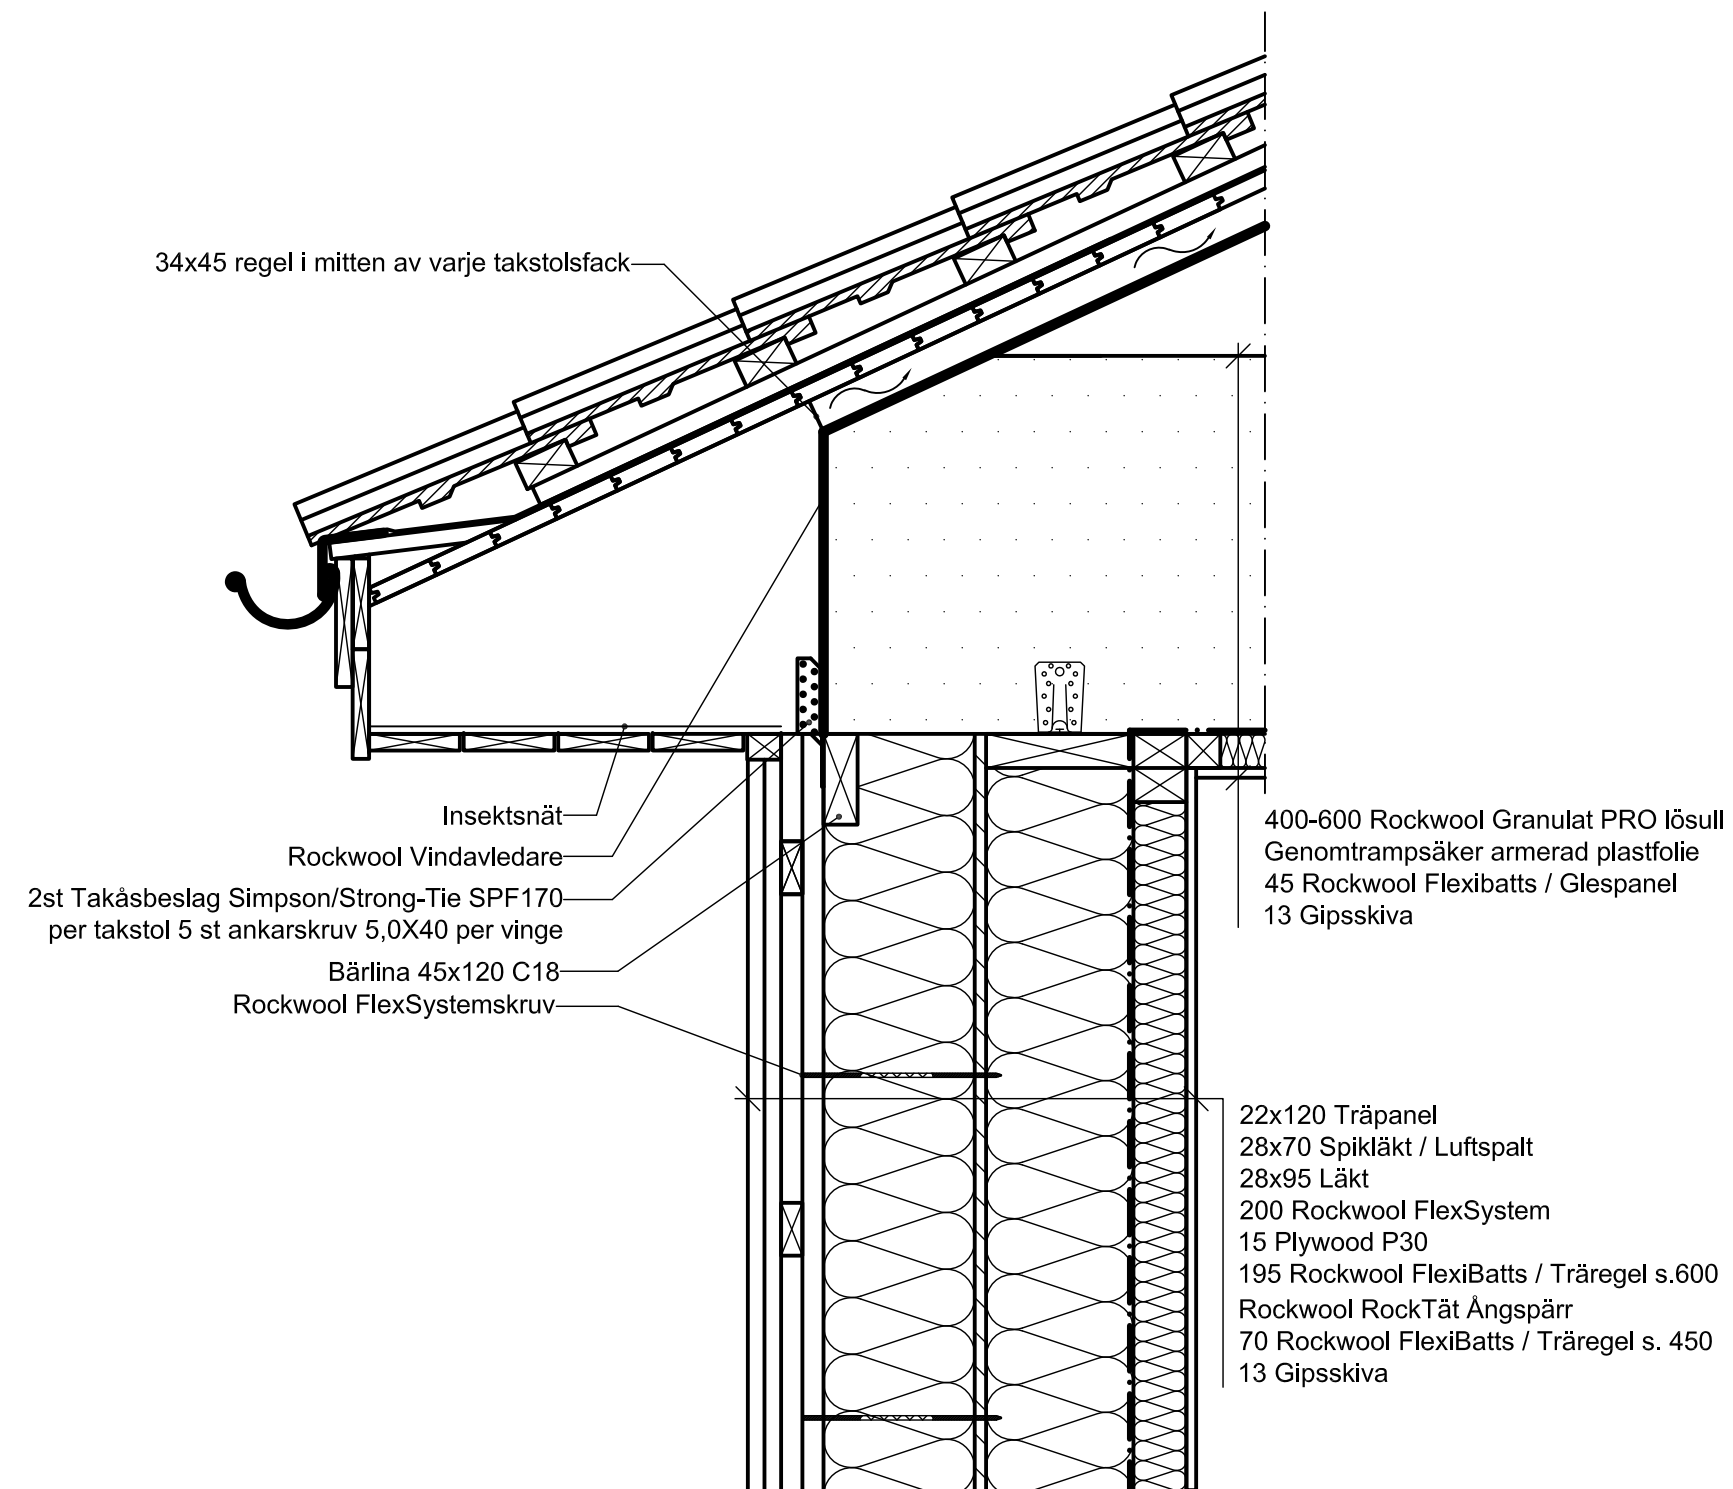 34x45 regel i mitten av varje takstolsfack
Insektsnät
Rockwool Vindavledare
2st Takåsbeslag Simpson/Strong-Tie SPF170
per takstol 5 st ankarskruv 5,0X40 per vinge
Bärlina 45x120 C18
Rockwool FlexSystemskruv
400-600 Rockwool Granulat PRO lösull
Genomtrampsäker armerad plastfolie
45 Rockwool Flexibatts / Glespanel
13 Gipsskiva
22x120 Träpanel
28x70 Spikläkt / Luftspalt
28x95 Läkt
200 Rockwool FlexSystem
15 Plywood P30
195 Rockwool FlexiBatts / Träregel s.600
Rockwool RockTät Ångspärr
70 Rockwool FlexiBatts / Träregel s. 450
13 Gipsskiva